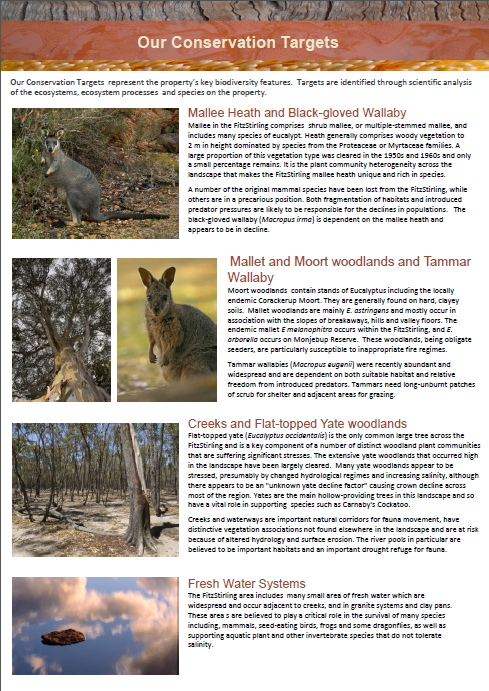 Our Conservation Targets
Our Conservation Targets represent the property's key biodiversity features. Targets are identified through scientific analysis
of the ecosystems, ecosystem processes and species on the property.
Mallee Heath and Black-gloved Wallaby
Mallee in the FitzStirling comprises shrub mallee, or multiple-stemmed mallee, and
includes many species of eucalypt. Heath generally comprises woody vegetation to
2 m in height dominated by species from the Proteaceae or Myrtaceae families. A
large proportion of this vegetation type was cleared in the 1950s and 1960s and only
a small percentage remains. It is the plant community heterogeneity across the
landscape that makes the FitzStirling mallee heath unique and rich in species.
A number of the original mammal species have been lost from the FitzStirling, while
others are in a precarious position. Both fragmentation of habitats and introduced
predator pressures are likely to be responsible for the declines in populations. The
black-gloved wallaby (Macropus irma) is dependent on the mallee heath and
appears to be in decline.
Mallet and Moort woodlands and Tammar
Wallaby
Moort woodlands contain stands of Eucalyptus including the locally
endemic Corackerup Moort. They are generally found on hard, clayey
soils. Mallet woodlands are mainly E. astringens and mostly occur in
association with the slopes of breakaways, hills and valley floors. The
endemic mallet E melanophitra occurs within the FitzStirling, and E.
arborella occurs on Monjebup Reserve. These woodlands, being obligate
seeders, are particularly susceptible to inappropriate fire regimes.
Tammar wallabies (Macropus eugenii) were recently abundant and
widespread and are dependent on both suitable habitat and relative
freedom from introduced predators. Tammars need long-unburnt patches
of scrub for shelter and adjacent areas for grazing.
Creeks and Flat-topped Yate woodlands
Flat-topped yate (Eucalyptus occidentalis) is the only common large tree across the
FitzStirling and is a key component of a number of distinct woodland plant communities
that are suffering significant stresses. The extensive yate woodlands that occurred high
in the landscape have been largely cleared. Many yate woodlands appear to be
stressed, presumably by changed hydrological regimes and increasing salinity, although
there appears to be an "unknown yate decline factor" causing crown decline across
most of the region. Yates are the main hollow-providing trees in this landscape and so
have a vital role in supporting species such as Carnaby's Cockatoo.
Creeks and waterways are important natural corridors for fauna movement, have
distinctive vegetation associations not found elsewhere in the landscape and are at risk
because of altered hydrology and surface erosion. The river pools in particular are
believed to be important habitats and an important drought refuge for fauna.
Fresh Water Systems
The FitzStirling area includes many small area of fresh water which are
widespread and occur adjacent to creeks, and in granite systems and clay pans.
These area s are believed to play a critical role in the survival of many species
including, mammals, seed-eating birds, frogs and some dragonflies, as well as
supporting aquatic plant and other invertebrate species that do not tolerate
salinity.